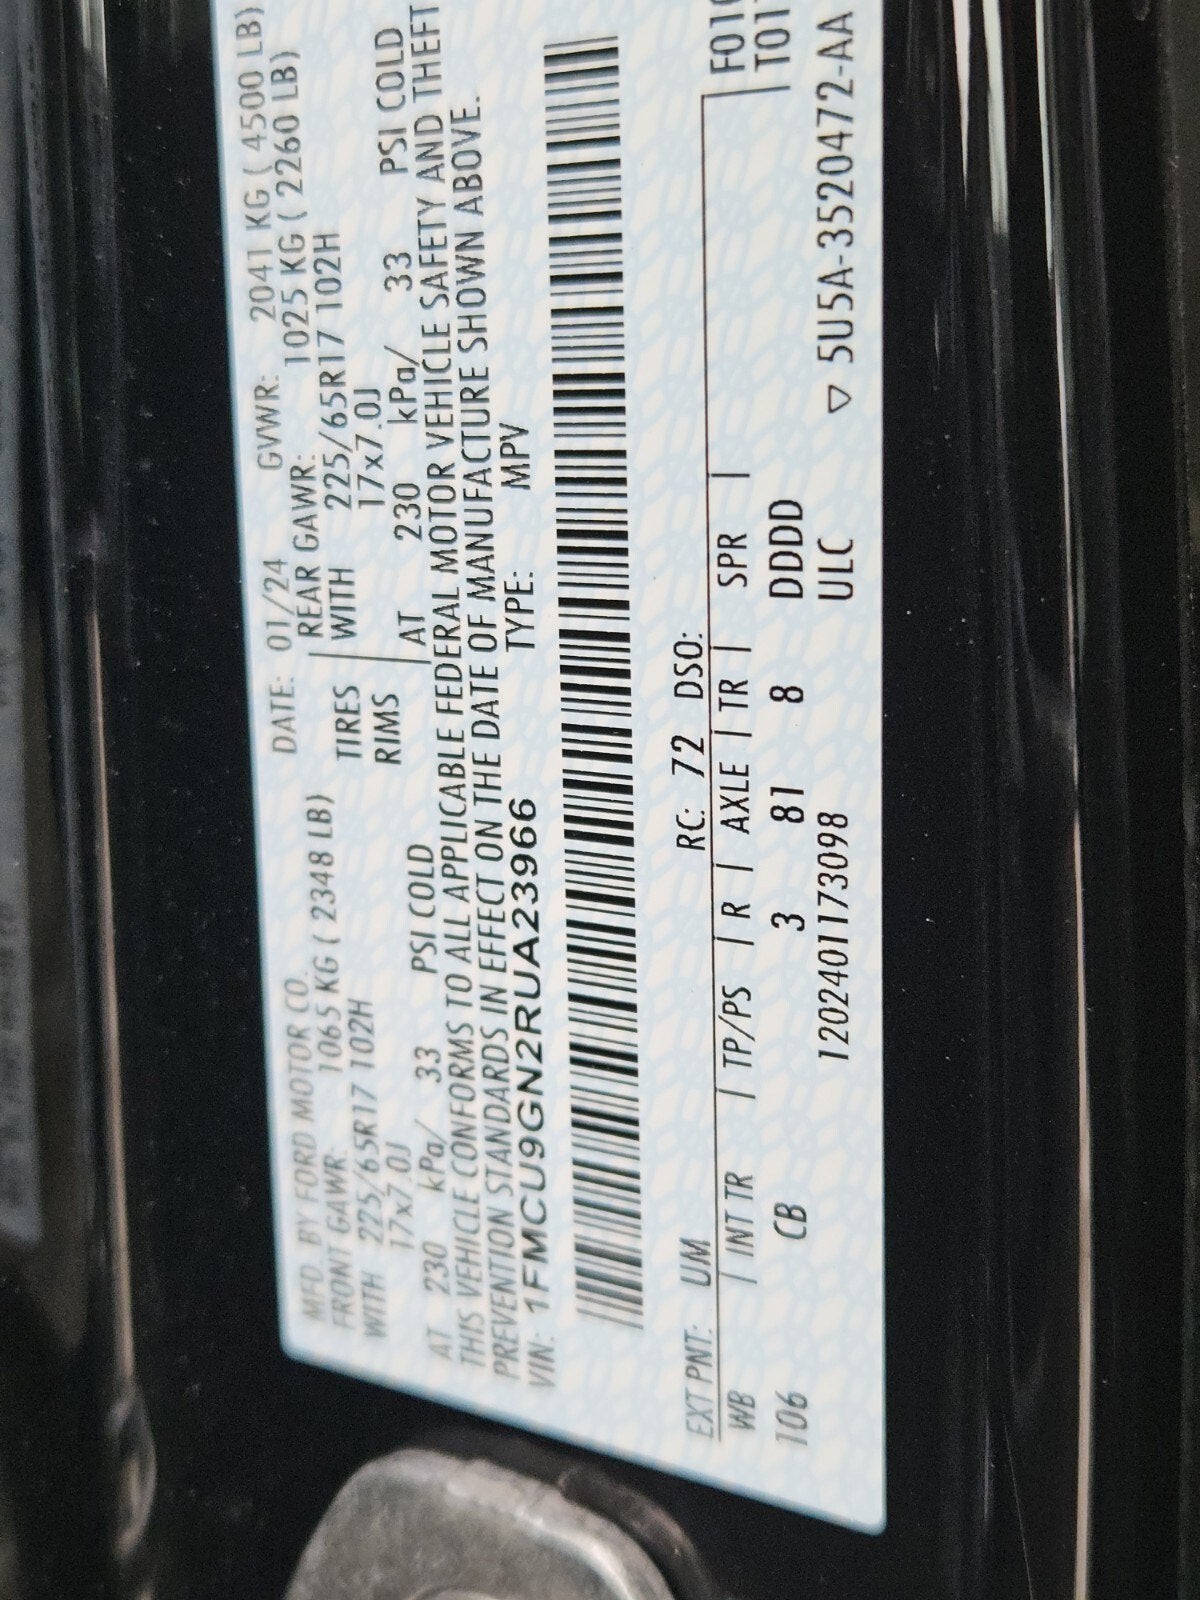 MFD. BY FORD MOTOR CO.
DATE: 01/24 GVWR: 2041 KG ( 4500 LB)
FRONT GAWR: 1065 KG ( 2348 LB) REAR GAWR: 1025 KG ( 2260 LB)
WITH 225/65R17 102H TIRES WITH 225/65R17 102H
17x7.0J RIMS 17x7.0J
AT 230 kPa/ 33 PSI COLD AT 230 kPa/ 33 PSI COLD
THIS VEHICLE CONFORMS TO ALL APPLICABLE FEDERAL MOTOR VEHICLE SAFETY AND THEFT
PREVENTION STANDARDS IN EFFECT ON THE DATE OF MANUFACTURE SHOWN ABOVE.
VIN: 1FMCU9GN2RUA23966 TYPE: MPV
EXT PNT: UM RC: 72 DSO:
WB | INT TR | TP/PS | R | AXLE | TR | SPR |
106 CB 3 81 8 DDDD
1202401173098 ULC ▽ 5U5A-3520472-AA